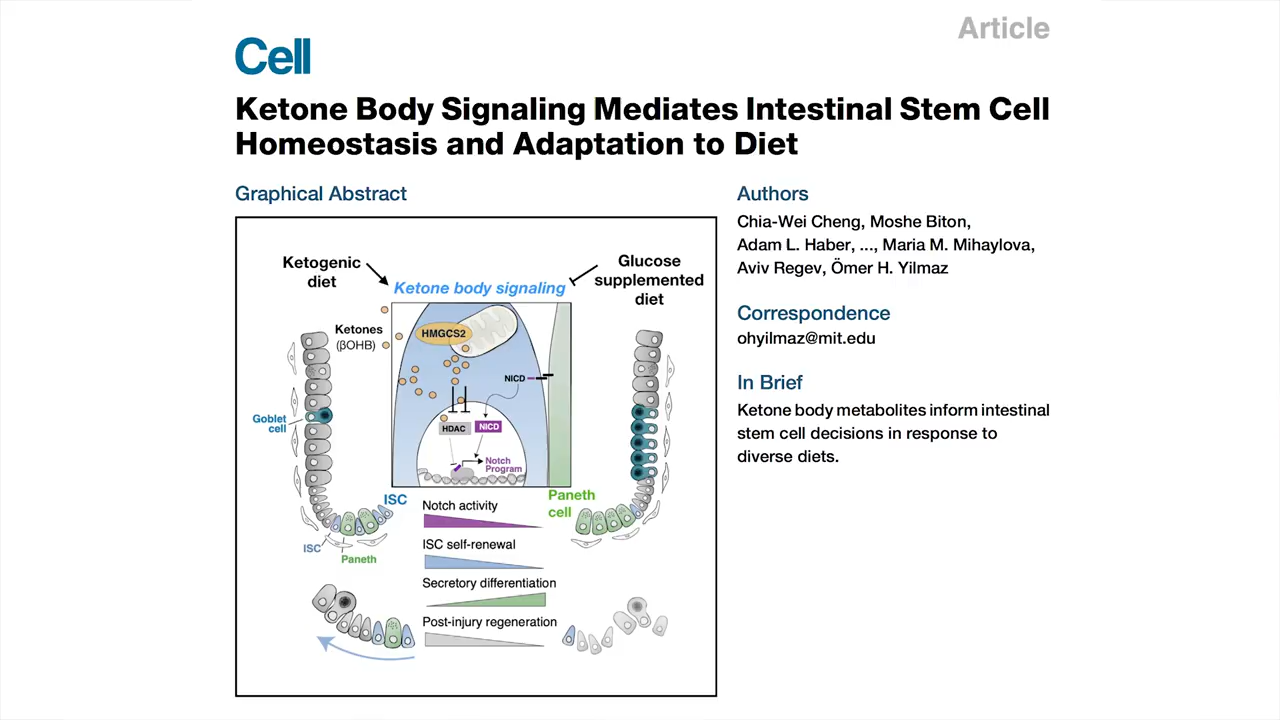 Article
Cell
Ketone Body Signaling Mediates Intestinal Stem Cell
Homeostasis and Adaptation to Diet
Graphical Abstract
Ketogenic
diet
Ketone body signaling
Glucose
supplemented
diet
Ketones
(βOHB)
HMGCS2
NICD
HDAC
NICD
Notch
Program
Goblet
cell
ISC
Paneth
cell
ISC
Paneth
Notch activity
ISC self-renewal
Secretory differentiation
Post-injury regeneration
Authors
Chia-Wei Cheng, Moshe Biton,
Adam L. Haber, ..., Maria M. Mihaylova,
Aviv Regev, Ömer H. Yilmaz
Correspondence
ohyilmaz@mit.edu
In Brief
Ketone body metabolites inform intestinal
stem cell decisions in response to
diverse diets.